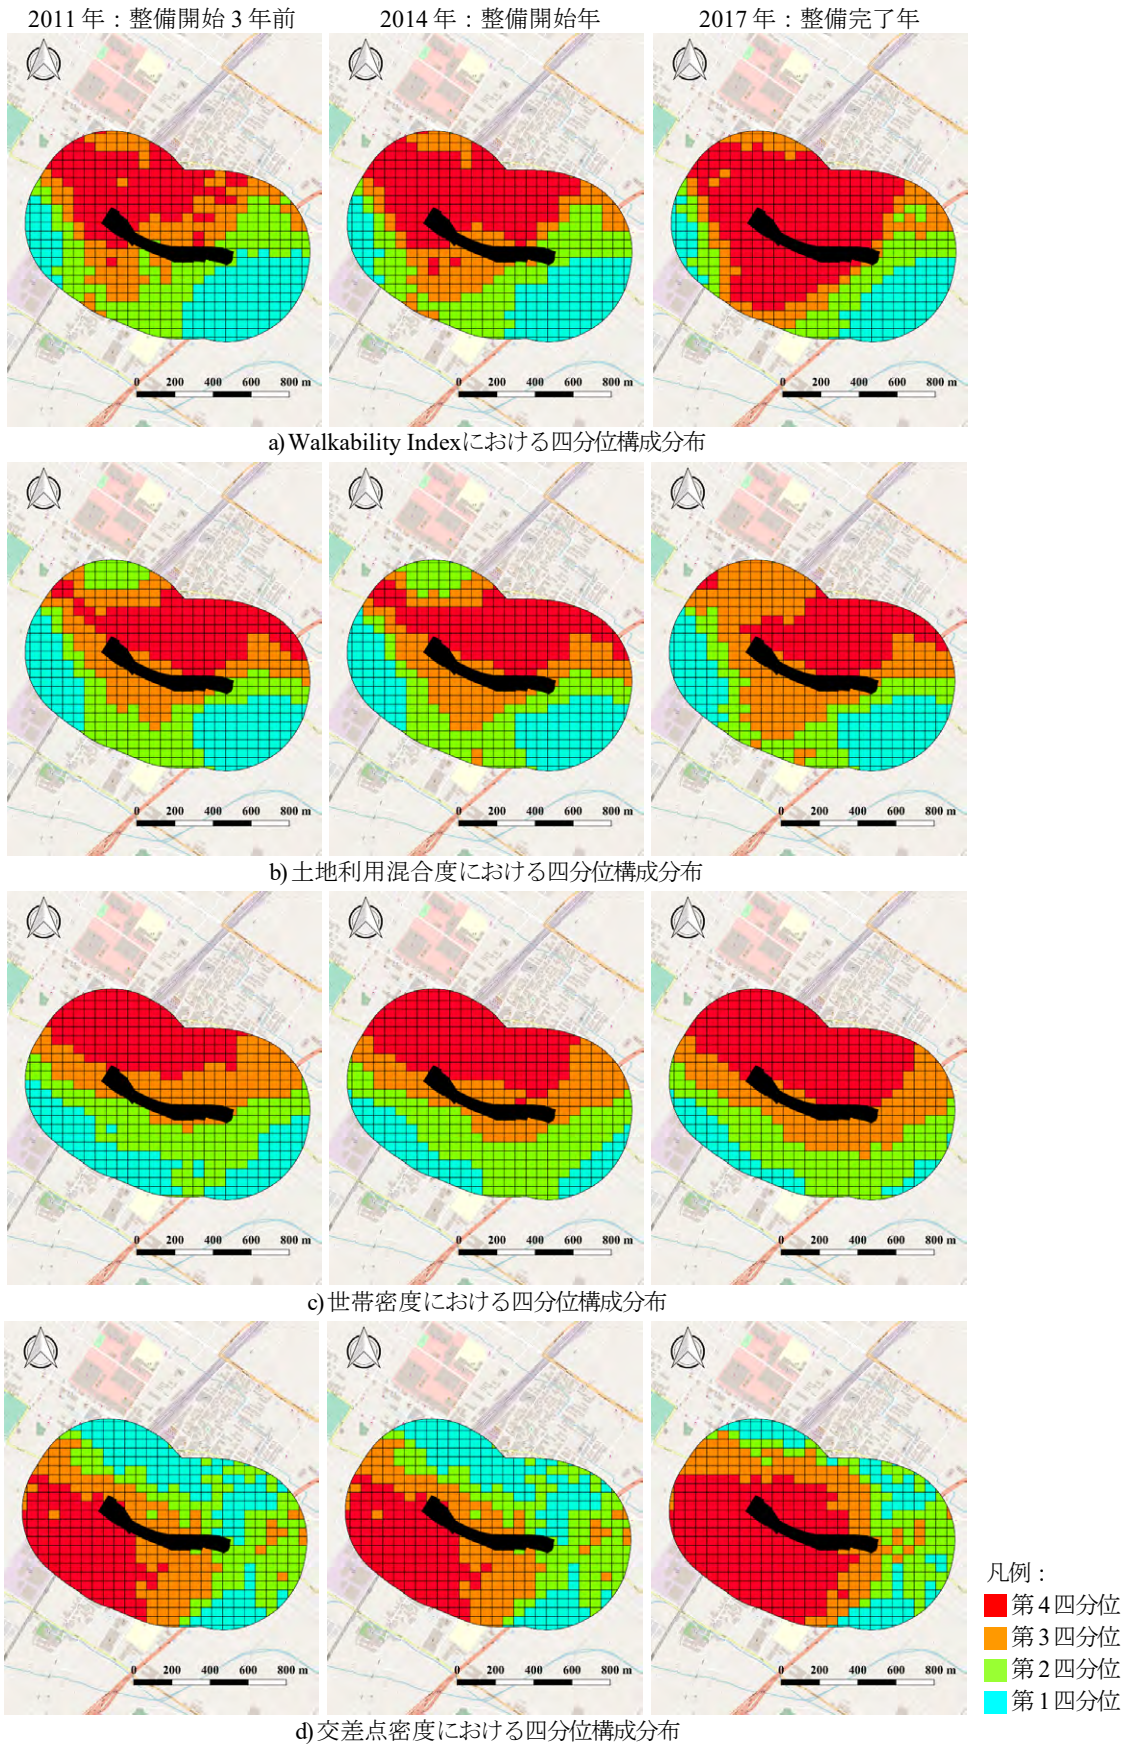 2011 年：整備開始 3 年前
2014 年：整備開始年
2017 年：整備完了年
0 200 400 600 800 m
0 200 400 600 800 m
0 200 400 600 800 m
a) Walkability Indexにおける四分位構成分布
0 200 400 600 800 m
0 200 400 600 800 m
0 200 400 600 800 m
b) 土地利用混合度における四分位構成分布
0 200 400 600 800 m
0 200 400 600 800 m
0 200 400 600 800 m
c) 世帯密度における四分位構成分布
0 200 400 600 800 m
0 200 400 600 800 m
0 200 400 600 800 m
d) 交差点密度における四分位構成分布
凡例：
第 4 四分位
第 3 四分位
第 2 四分位
第 1 四分位